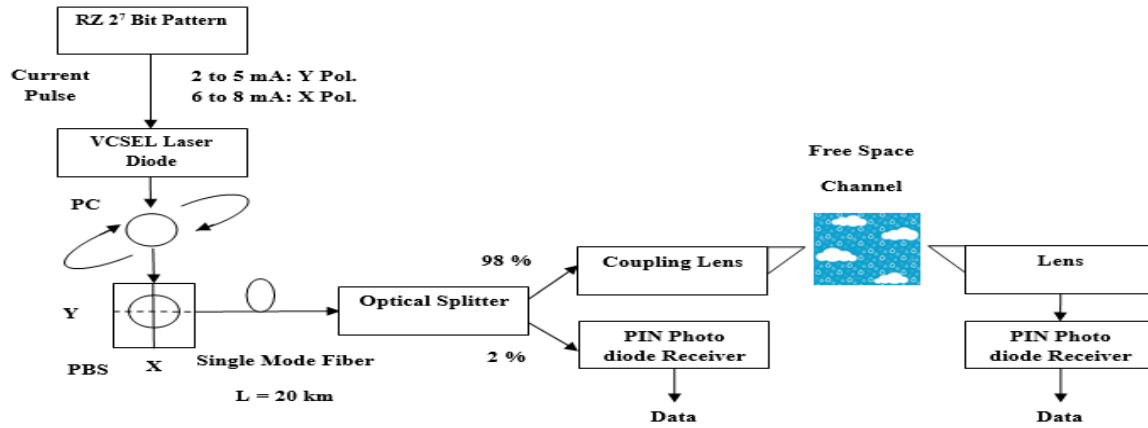 RZ 2⁷ Bit Pattern
Current
Pulse
2 to 5 mA: Y Pol.
6 to 8 mA: X Pol.
VCSEL Laser
Diode
PC
Y
X
PBS
Single Mode Fiber
L = 20 km
Optical Splitter
98 %
2 %
Coupling Lens
PIN Photo
diode Receiver
Data
Free Space
Channel
Lens
PIN Photo
diode Receiver
Data